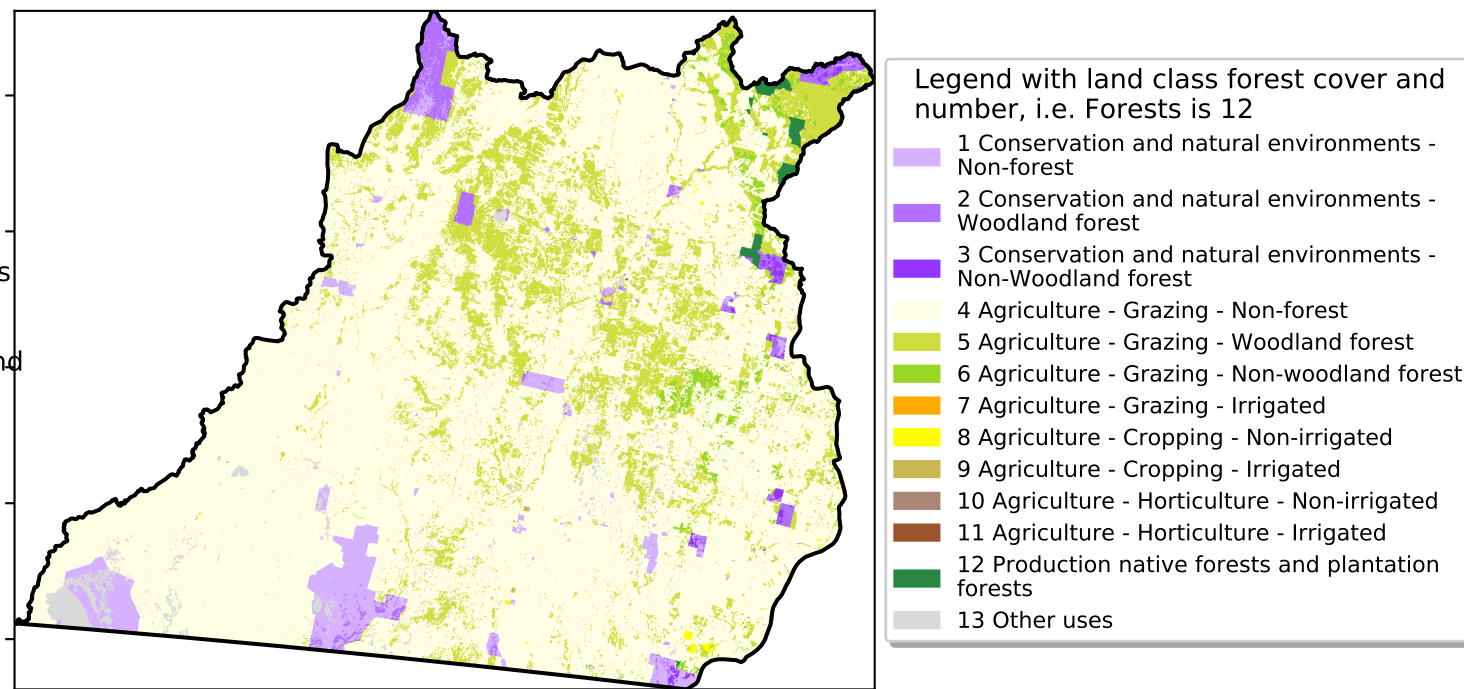 Legend with land class forest cover and
number, i.e. Forests is 12
1 Conservation and natural environments -
Non-forest
2 Conservation and natural environments -
Woodland forest
3 Conservation and natural environments -
Non-Woodland forest
4 Agriculture - Grazing - Non-forest
5 Agriculture - Grazing - Woodland forest
6 Agriculture - Grazing - Non-woodland forest
7 Agriculture - Grazing - Irrigated
8 Agriculture - Cropping - Non-irrigated
9 Agriculture - Cropping - Irrigated
10 Agriculture - Horticulture - Non-irrigated
11 Agriculture - Horticulture - Irrigated
12 Production native forests and plantation
forests
13 Other uses